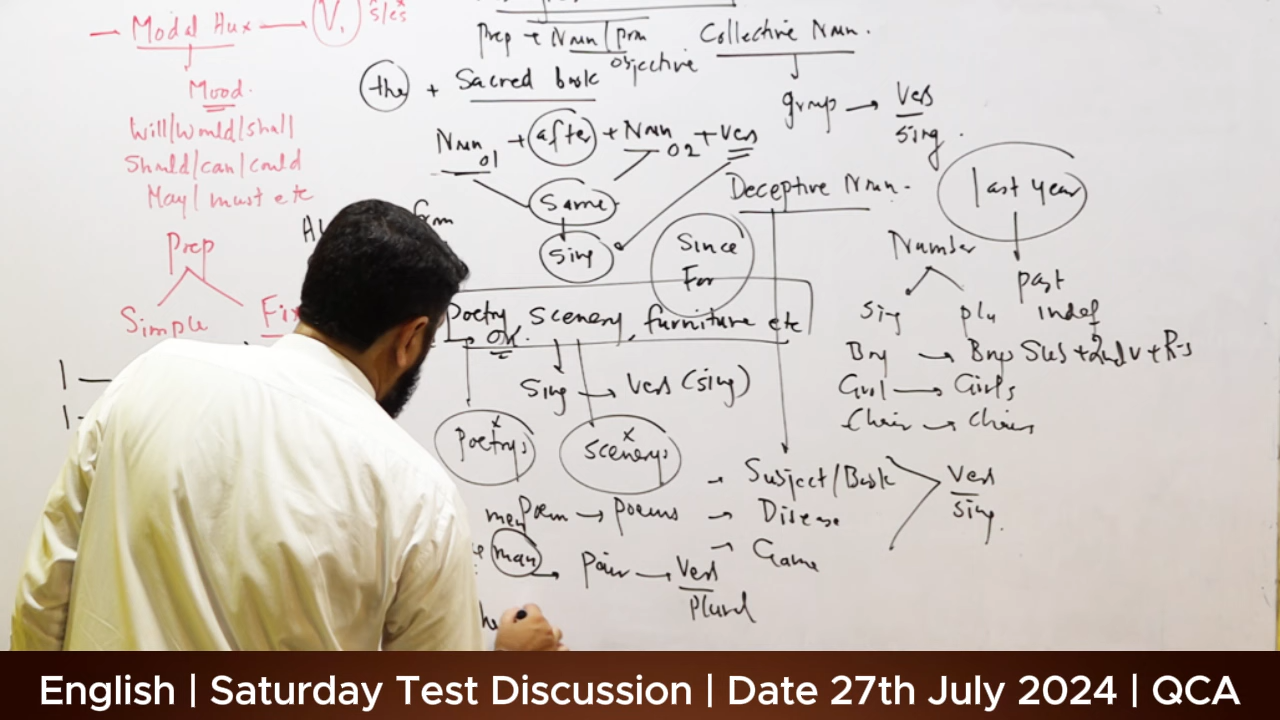 Modal Aux → V₁ s/es
Mood.
Will/Would/Shall
Should/can/could
May/must etc
Prep
Simple
Prep + Noun/pron
objective
the + Sacred book
Noun 01 + after + Noun 02 + Verb
Same
Sing
Collective Noun.
group → Verb
Sing.
Deceptive Noun.
last year
Past
indef
Sub + 2nd v + R-s
Since
For
Number
Sing plu
Boy → Boys
Girl → Girls
Chair → Chairs
Poetry, Scenery, furniture etc
Sing → Verb (sing)
x
Poetrys
x
Scenerys
Poem → Poems
men
man
Pair → Verb
Plural
- Subject/Book
- Disease
- Game
Verb
Sing.
he
English | Saturday Test Discussion | Date 27th July 2024 | QCA